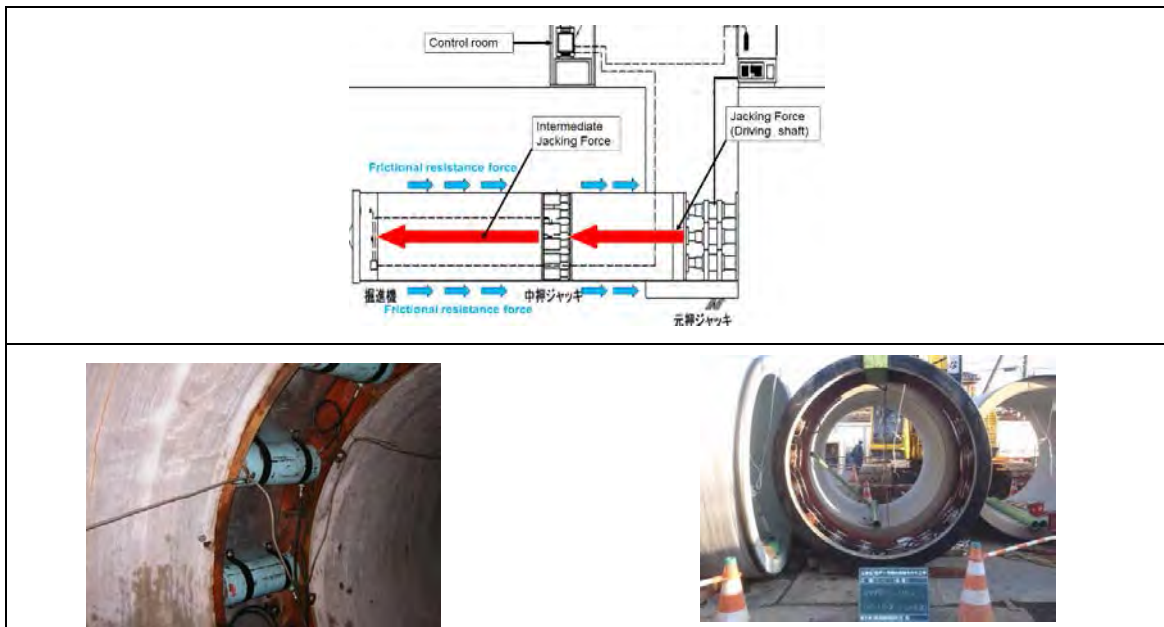 Control room
Intermediate
Jacking Force
Jacking Force
(Driving shaft)
Frictional resistance force
掘進機
中押ジャッキ
Frictional resistance force
元押ジャッキ